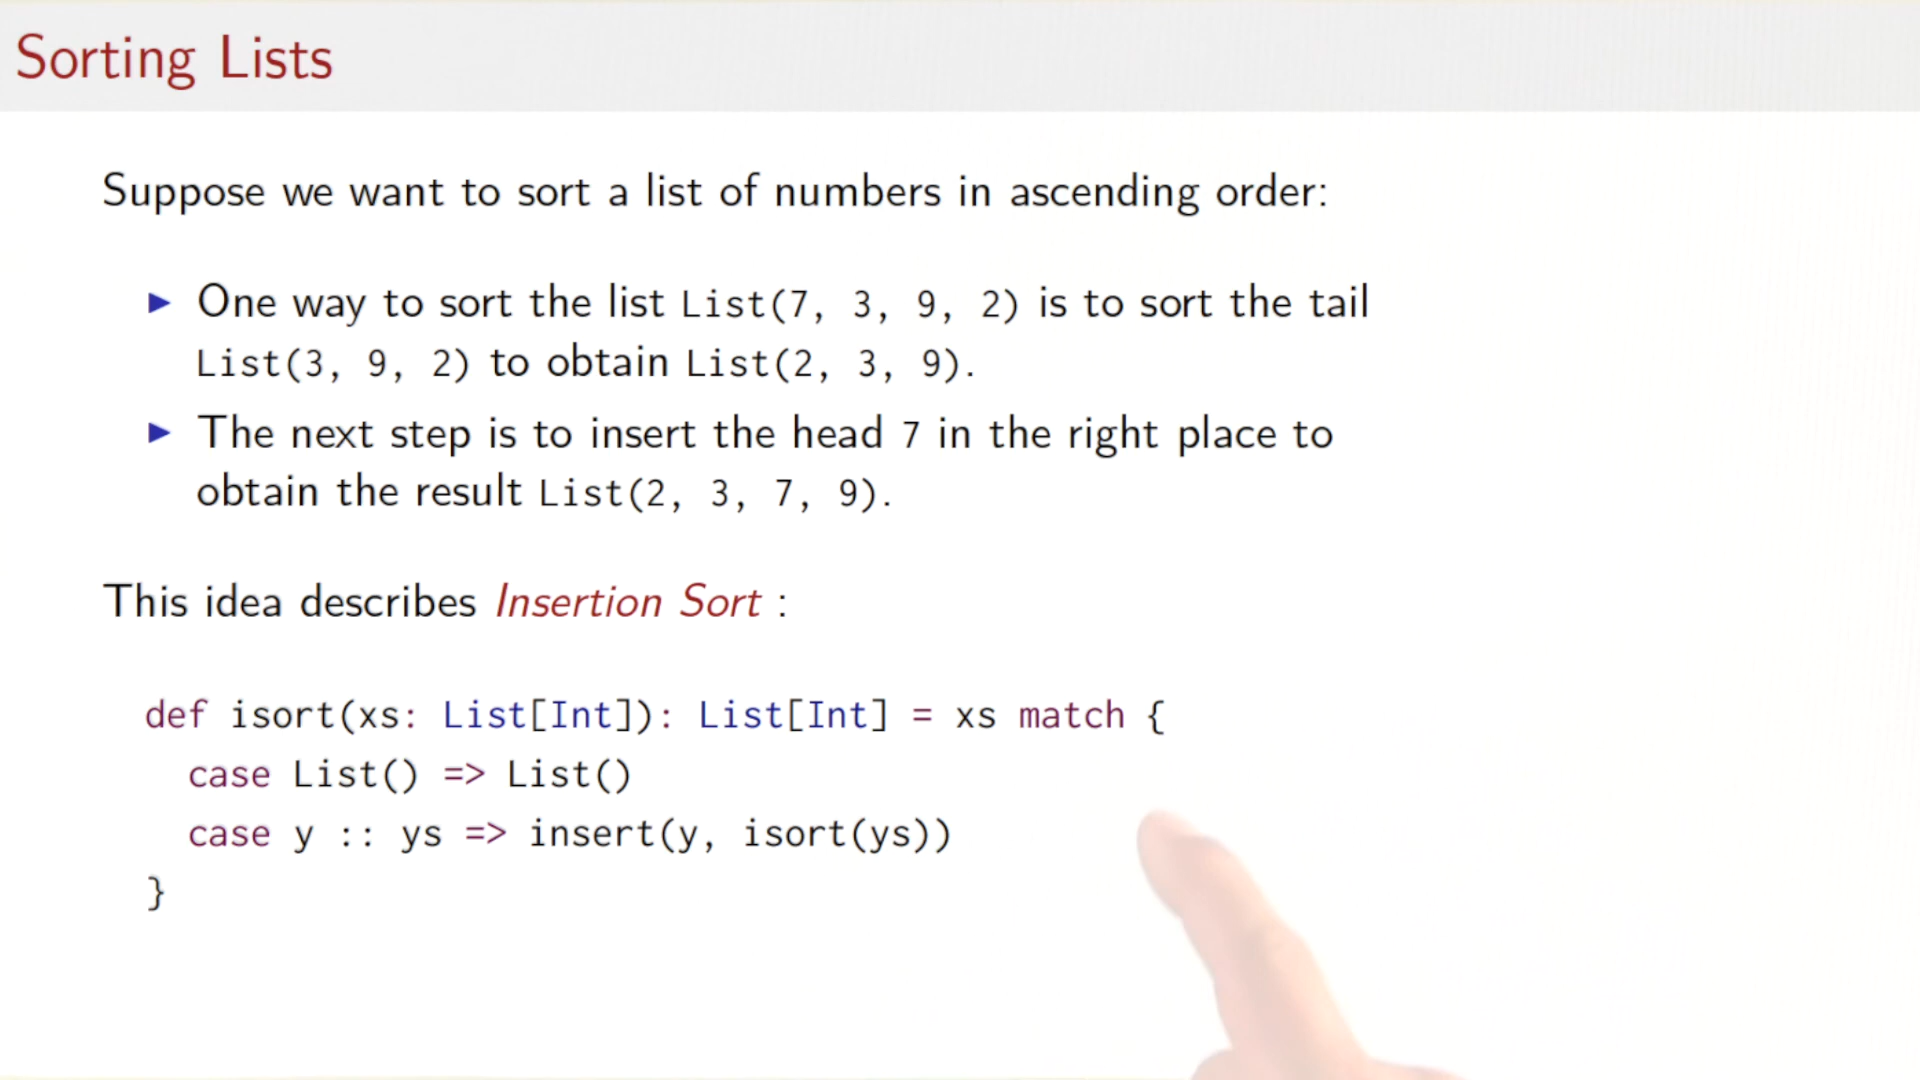 Sorting Lists
Suppose we want to sort a list of numbers in ascending order:
▶ One way to sort the list List(7, 3, 9, 2) is to sort the tail
List(3, 9, 2) to obtain List(2, 3, 9).
▶ The next step is to insert the head 7 in the right place to
obtain the result List(2, 3, 7, 9).
This idea describes Insertion Sort :
def isort(xs: List[Int]): List[Int] = xs match {
  case List() => List()
  case y :: ys => insert(y, isort(ys))
}